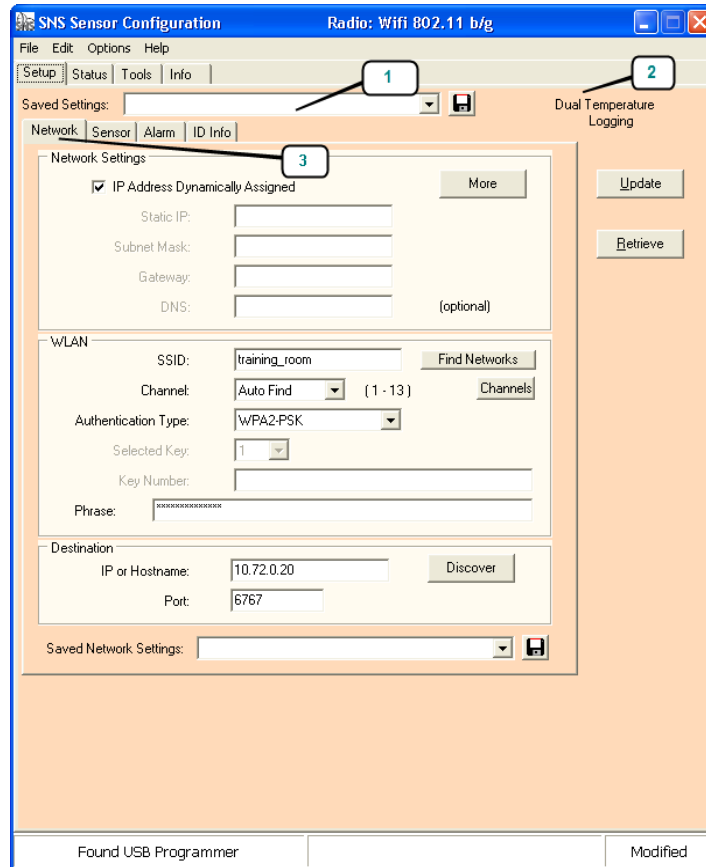 SNS Sensor Configuration Radio: Wifi 802.11 b/g
File Edit Options Help
Setup Status Tools Info
1
2
Saved Settings:
Dual Temperature
Logging
Network Sensor Alarm ID Info
3
Network Settings
IP Address Dynamically Assigned More
Update
Static IP:
Subnet Mask:
Retrieve
Gateway:
DNS: (optional)
WLAN
SSID: training_room Find Networks
Channel: Auto Find ( 1 - 13 ) Channels
Authentication Type: WPA2-PSK
Selected Key: 1
Key Number:
Phrase: **************
Destination
IP or Hostname: 10.72.0.20 Discover
Port: 6767
Saved Network Settings:
Found USB Programmer Modified